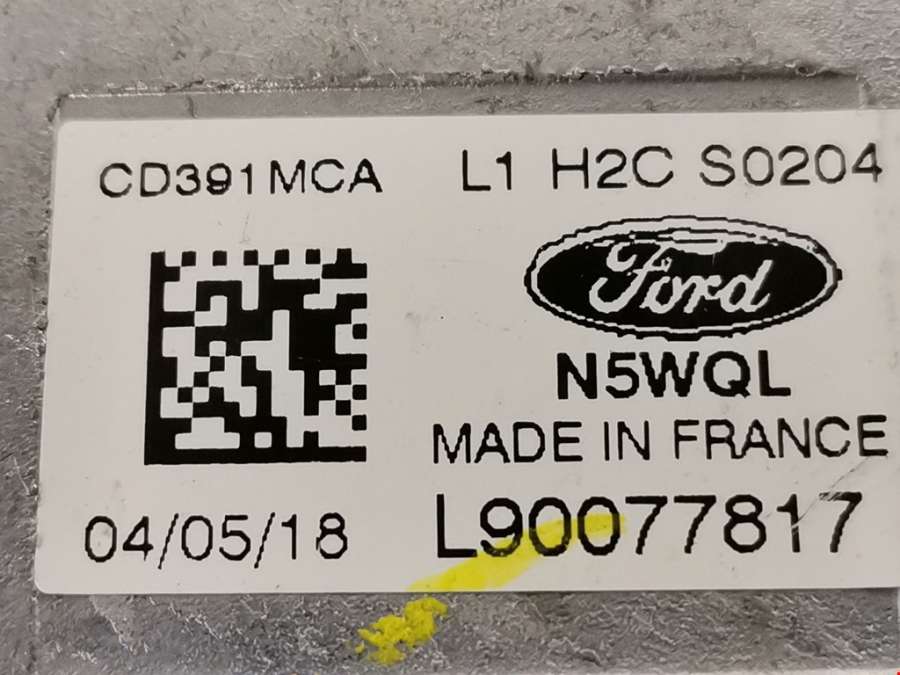 CD391MCA
L1 H2C S0204
Ford
N5WQL
MADE IN FRANCE
04/05/18
L90077817